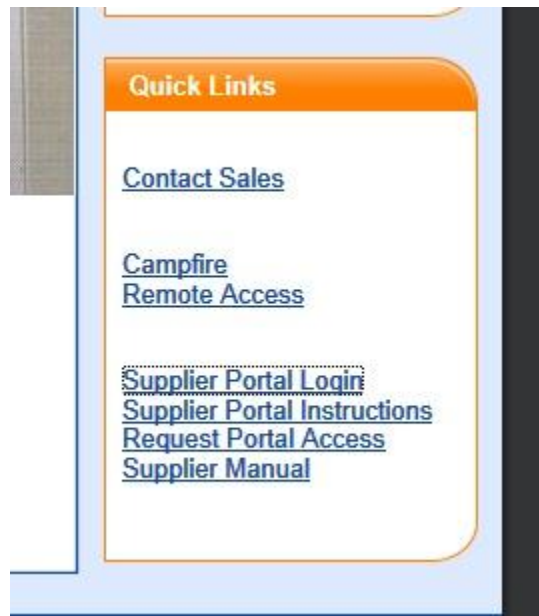 Quick Links
Contact Sales
Campfire
Remote Access
Supplier Portal Login
Supplier Portal Instructions
Request Portal Access
Supplier Manual